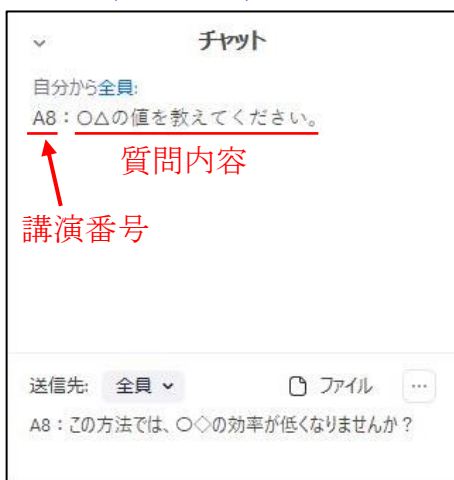 チャット
自分から全員:
A8：○△の値を教えてください。
質問内容
講演番号
送信先: 全員 ファイル ...
A8：この方法では、○◇の効率が低くなりませんか？